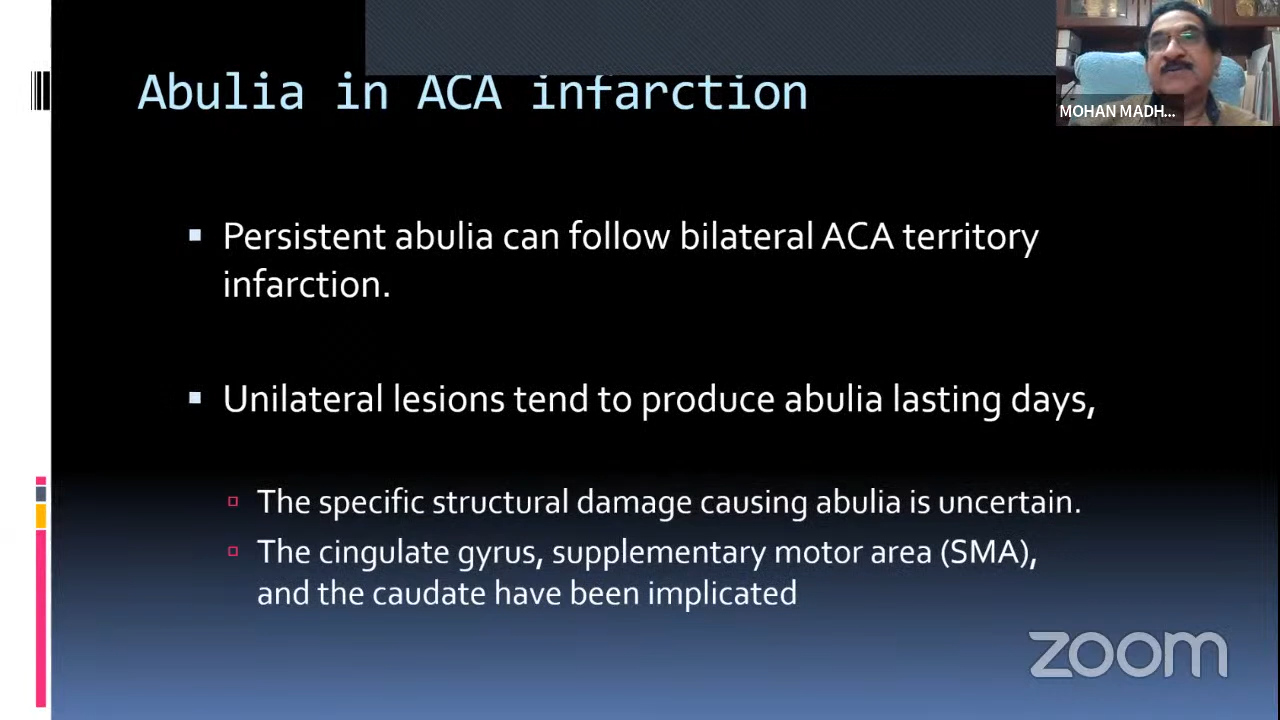 Abulia in ACA infarction
MOHAN MADH...
▪ Persistent abulia can follow bilateral ACA territory
infarction.
▪ Unilateral lesions tend to produce abulia lasting days,
▫ The specific structural damage causing abulia is uncertain.
▫ The cingulate gyrus, supplementary motor area (SMA),
and the caudate have been implicated
zoom